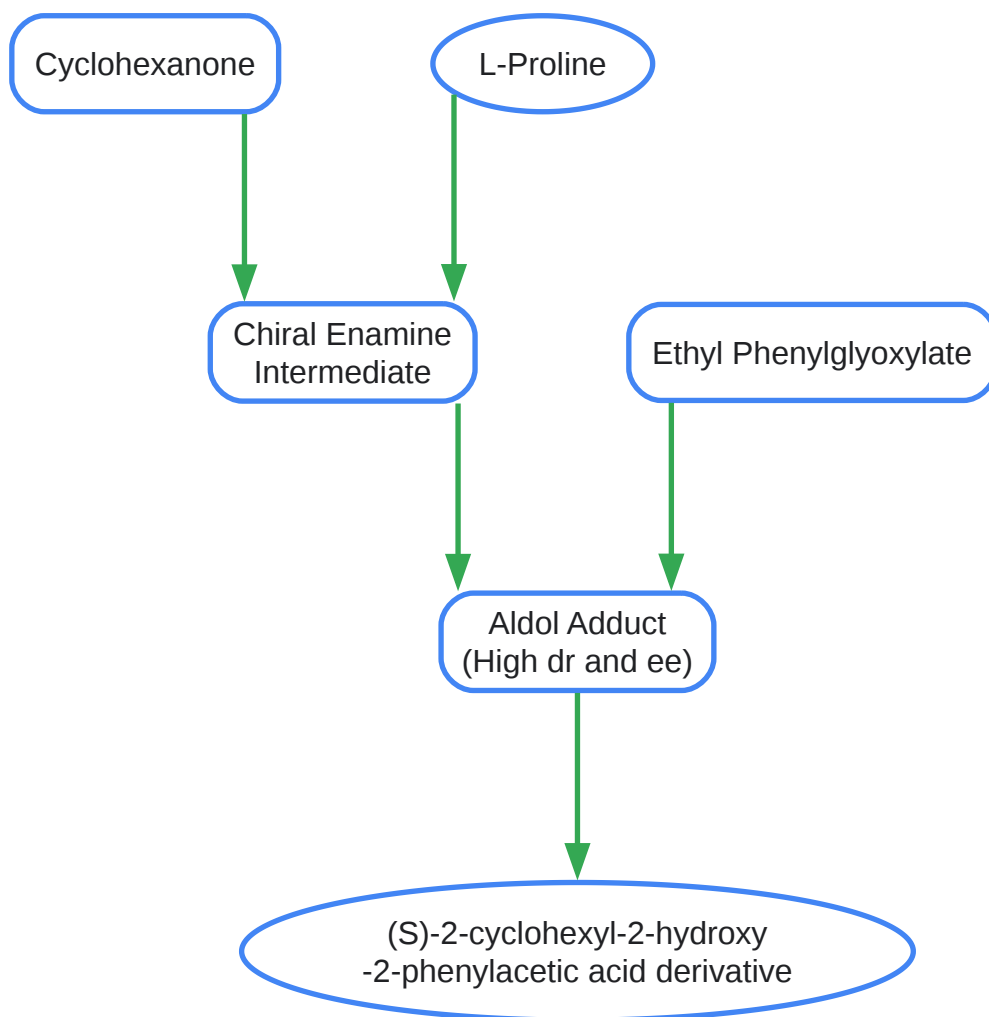 Cyclohexanone
L-Proline
Chiral Enamine
Intermediate
Ethyl Phenylglyoxylate
Aldol Adduct
(High dr and ee)
(S)-2-cyclohexyl-2-hydroxy
-2-phenylacetic acid derivative